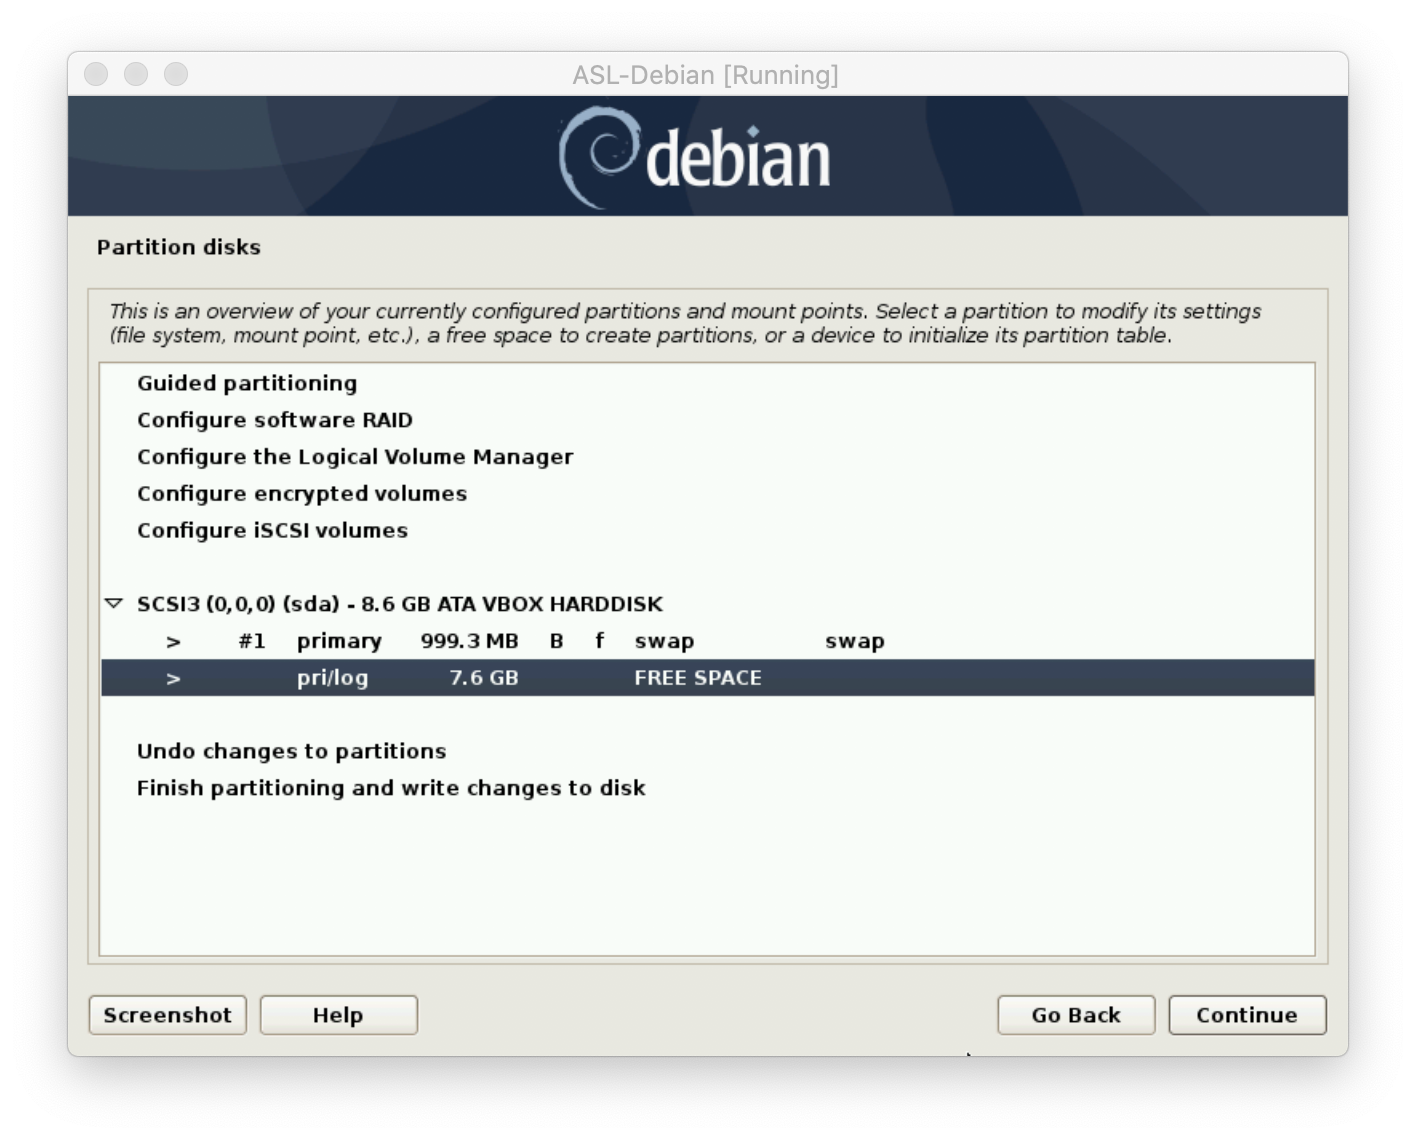 ASL-Debian [Running]
debian
Partition disks
This is an overview of your currently configured partitions and mount points. Select a partition to modify its settings
(file system, mount point, etc.), a free space to create partitions, or a device to initialize its partition table.
Guided partitioning
Configure software RAID
Configure the Logical Volume Manager
Configure encrypted volumes
Configure iSCSI volumes
SCSI3 (0,0,0) (sda) - 8.6 GB ATA VBOX HARDDISK
> #1 primary 999.3 MB B f swap swap
> pri/log 7.6 GB FREE SPACE
Undo changes to partitions
Finish partitioning and write changes to disk
Screenshot Help Go Back Continue